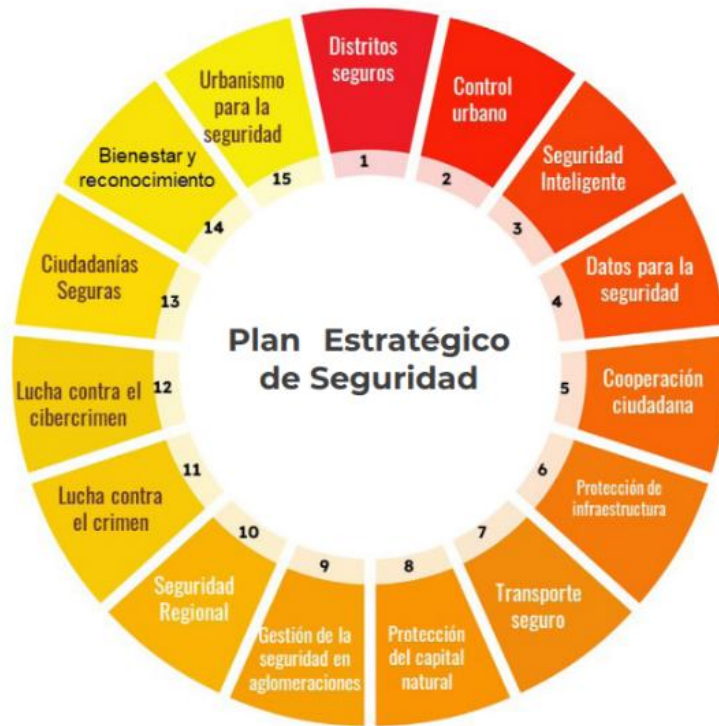 Plan Estratégico
de Seguridad
Distritos
seguros
1
Control
urbano
2
Seguridad
Inteligente
3
Datos para la
seguridad
4
Cooperación
ciudadana
5
Protección de
infraestructura
6
Transporte
seguro
7
Protección
del capital
natural
8
Gestión de la
seguridad en
aglomeraciones
9
Seguridad
Regional
10
Lucha contra
el crimen
11
Lucha contra el
cibercrimen
12
Ciudadanías
Seguras
13
Bienestar y
reconocimiento
14
Urbanismo
para la
seguridad
15